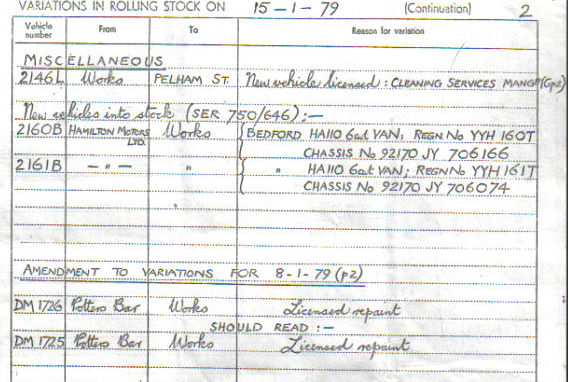 VARIATIONS IN ROLLING STOCK ON 15-1-79 (Continuation) 2
Vehicle number From To Reason for variation
MISCELLANEOUS
2146L Works PELHAM ST. New vehicle licensed : CLEANING SERVICES MANGR (Gp2)
New vehicles into stock (SER 750/646) :—
2160B HAMILTON MOTORS LTD. Works BEDFORD HA110 6cwt VAN, REGN No YYH 160T
CHASSIS No 92170 JY 706166
2161B — " — " " HA110 6cwt VAN; REGN No YYH 161T
CHASSIS No 92170 JY 706074
AMENDMENT TO VARIATIONS FOR 8-1-79 (p2)
DM 1726 Potters Bar Works Licensed repaint
SHOULD READ :—
DM 1725 Potters Bar Works Licensed repaint